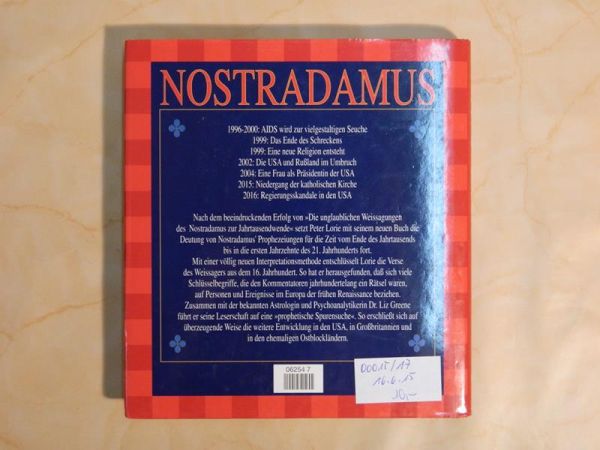 NOSTRADAMUS
1996-2000: AIDS wird zur vielgestaltigen Seuche
1999: Das Ende des Schreckens
1999: Eine neue Religion entsteht
2002: Die USA und Rußland im Umbruch
2004: Eine Frau als Präsidentin der USA
2015: Niedergang der katholischen Kirche
2016: Regierungsskandale in den USA
Nach dem beeindruckenden Erfolg von »Die unglaublichen Weissagungen
des Nostradamus zur Jahrtausendwende« setzt Peter Lorie mit seinem neuen Buch die
Deutung von Nostradamus' Prophezeiungen für die Zeit vom Ende des Jahrtausends
bis in die ersten Jahrzehnte des 21. Jahrhunderts fort.
Mit einer völlig neuen Interpretationsmethode entschlüsselt Lorie die Verse
des Weissagers aus dem 16. Jahrhundert. So hat er herausgefunden, daß sich viele
Schlüsselbegriffe, die den Kommentatoren jahrhundertelang ein Rätsel waren,
auf Personen und Ereignisse im Europa der frühen Renaissance beziehen.
Zusammen mit der bekannten Astrologin und Psychoanalytikerin Dr. Liz Greene
führt er seine Leserschaft auf eine »prophetische Spurensuche«. So erschließt sich auf
überzeugende Weise die weitere Entwicklung in den USA, in Großbritannien und
in den ehemaligen Ostblockländern.
06254 7
00015/17
16.6.15
10,-